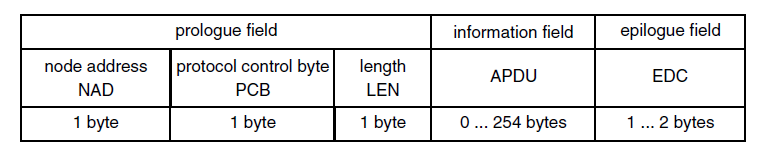 prologue field information field epilogue field
node address protocol control byte length
NAD PCB LEN APDU EDC
1 byte 1 byte 1 byte 0 ... 254 bytes 1 ... 2 bytes